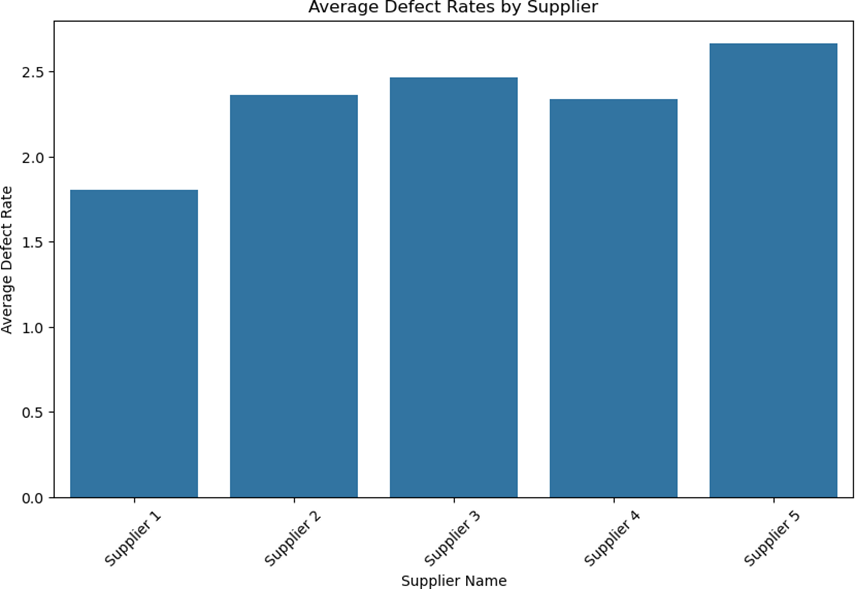 Average Defect Rates by Supplier
Average Defect Rate
2.5
2.0
1.5
1.0
0.5
0.0
Supplier 1
Supplier 2
Supplier 3
Supplier 4
Supplier 5
Supplier Name